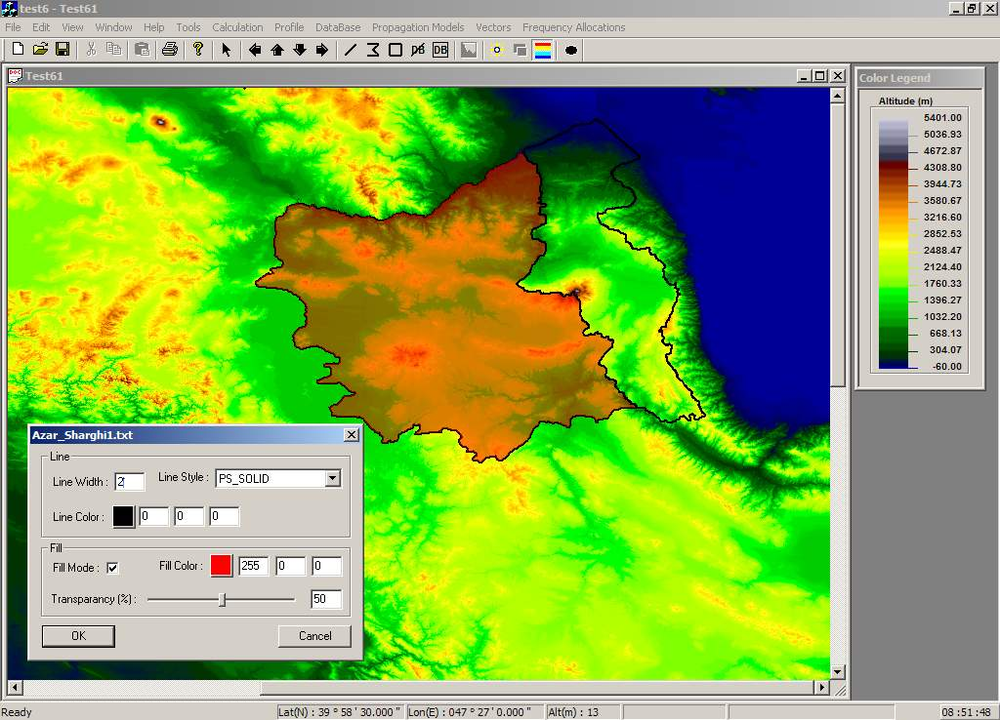 test6 - Test61
File Edit View Window Help Tools Calculation Profile DataBase Propagation Models Vectors Frequency Allocations
DB DB
DOC Test61
Color Legend
Altitude (m)
5401.00
5036.93
4672.87
4308.80
3944.73
3580.67
3216.60
2852.53
2488.47
2124.40
1760.33
1396.27
1032.20
668.13
304.07
-60.00
Azar_Sharghi1.txt
Line
Line Width : 2 Line Style : PS_SOLID
Line Color : 0 0 0
Fill
Fill Mode : Fill Color : 255 0 0
Transparancy (%) : 50
OK Cancel
Ready Lat(N) : 39 ° 58 ' 30.000 " Lon(E) : 047 ° 27 ' 0.000 " Alt(m) : 13 08:51:48